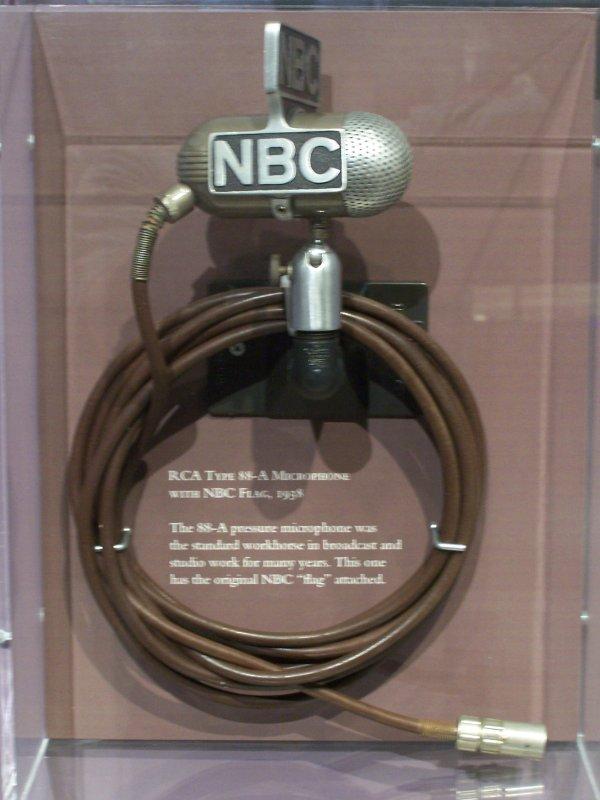 NBC
NBC
RCA Type 88-A Microphone
with NBC Flag, 1938
The 88-A pressure microphone was
the standard workhorse in broadcast and
studio work for many years. This one
has the original NBC "flag" attached.